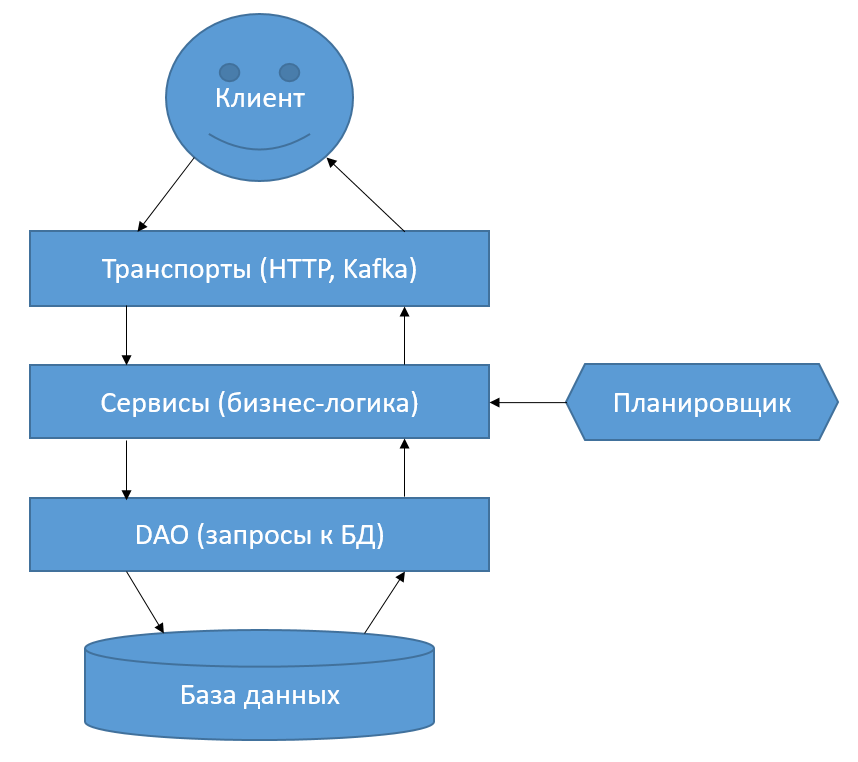 Клиент
Транспорты (HTTP, Kafka)
Сервисы (бизнес-логика)
Планировщик
DAO (запросы к БД)
База данных